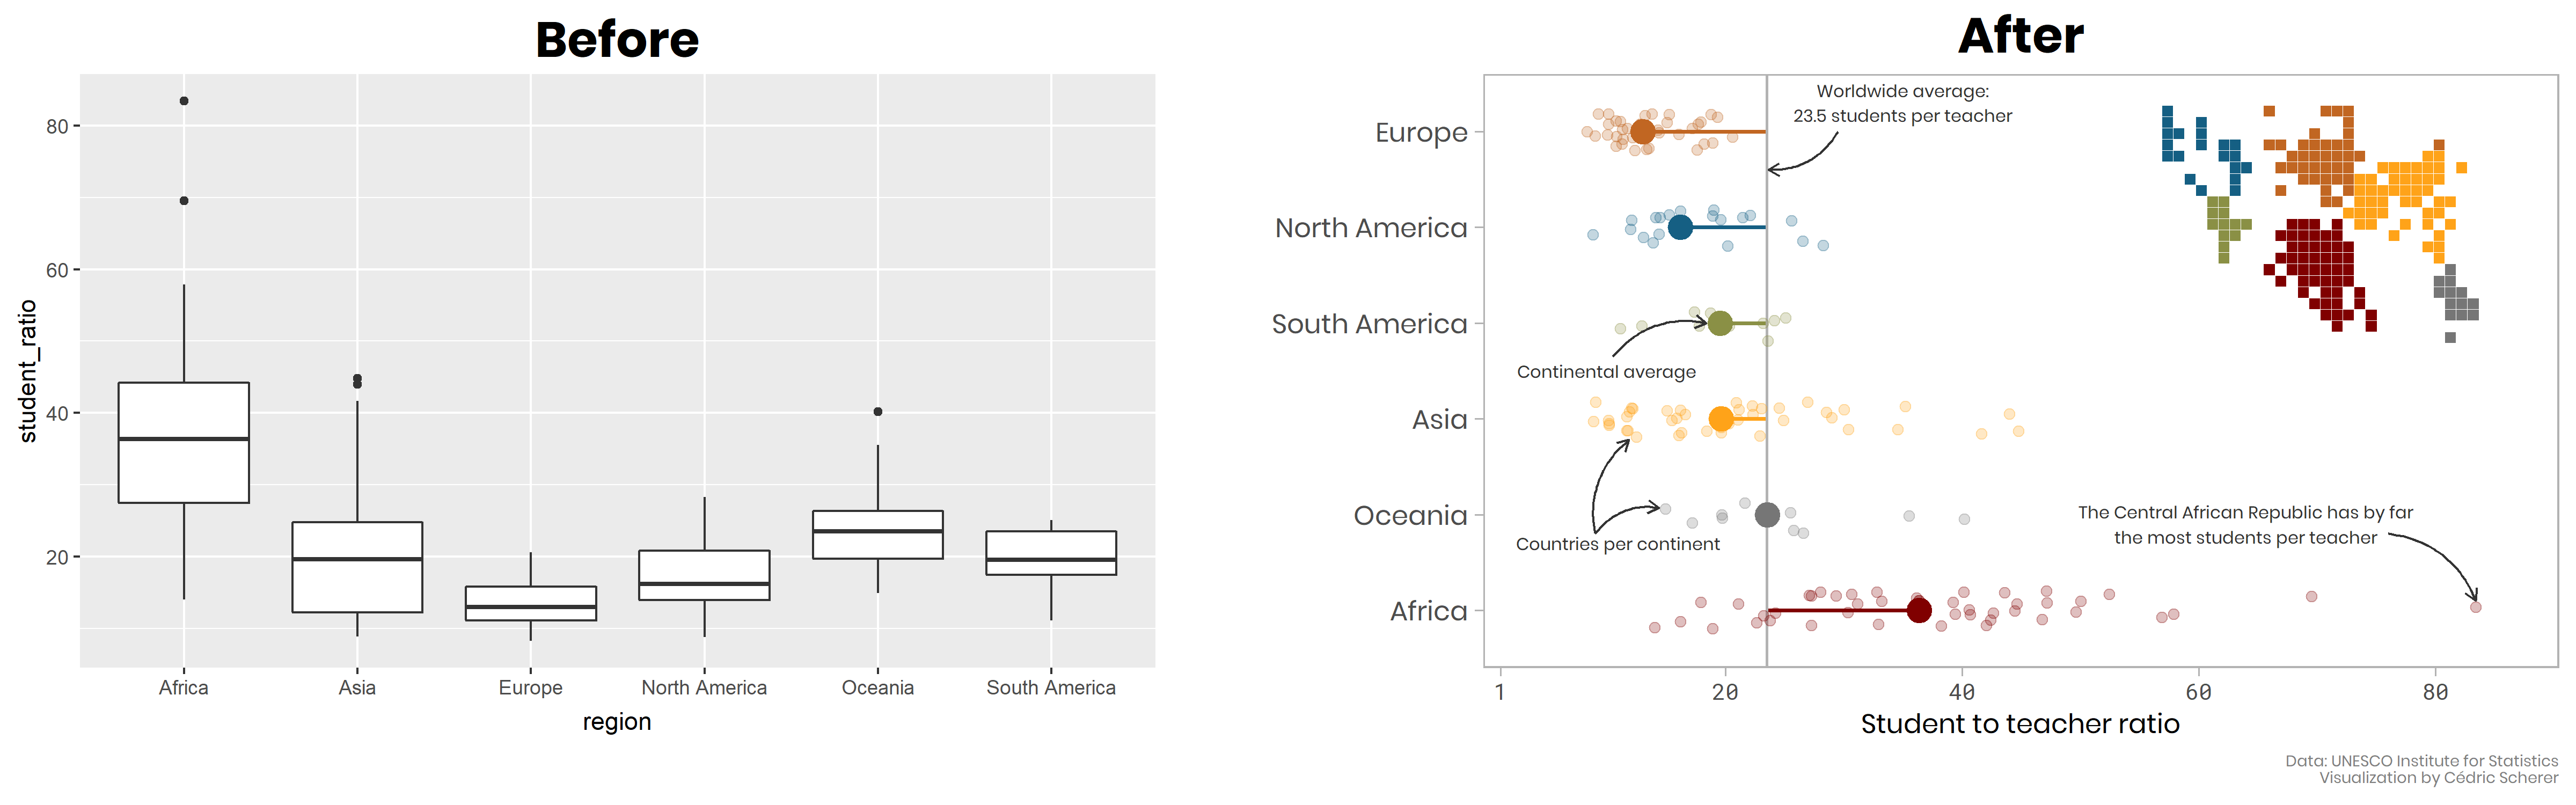 Before
student_ratio
80
60
40
20
Africa
Asia
Europe
North America
Oceania
South America
region
After
Europe
North America
South America
Asia
Oceania
Africa
Worldwide average:
23.5 students per teacher
Continental average
Countries per continent
The Central African Republic has by far
the most students per teacher
1
20
40
60
80
Student to teacher ratio
Data: UNESCO Institute for Statistics
Visualization by Cédric Scherer